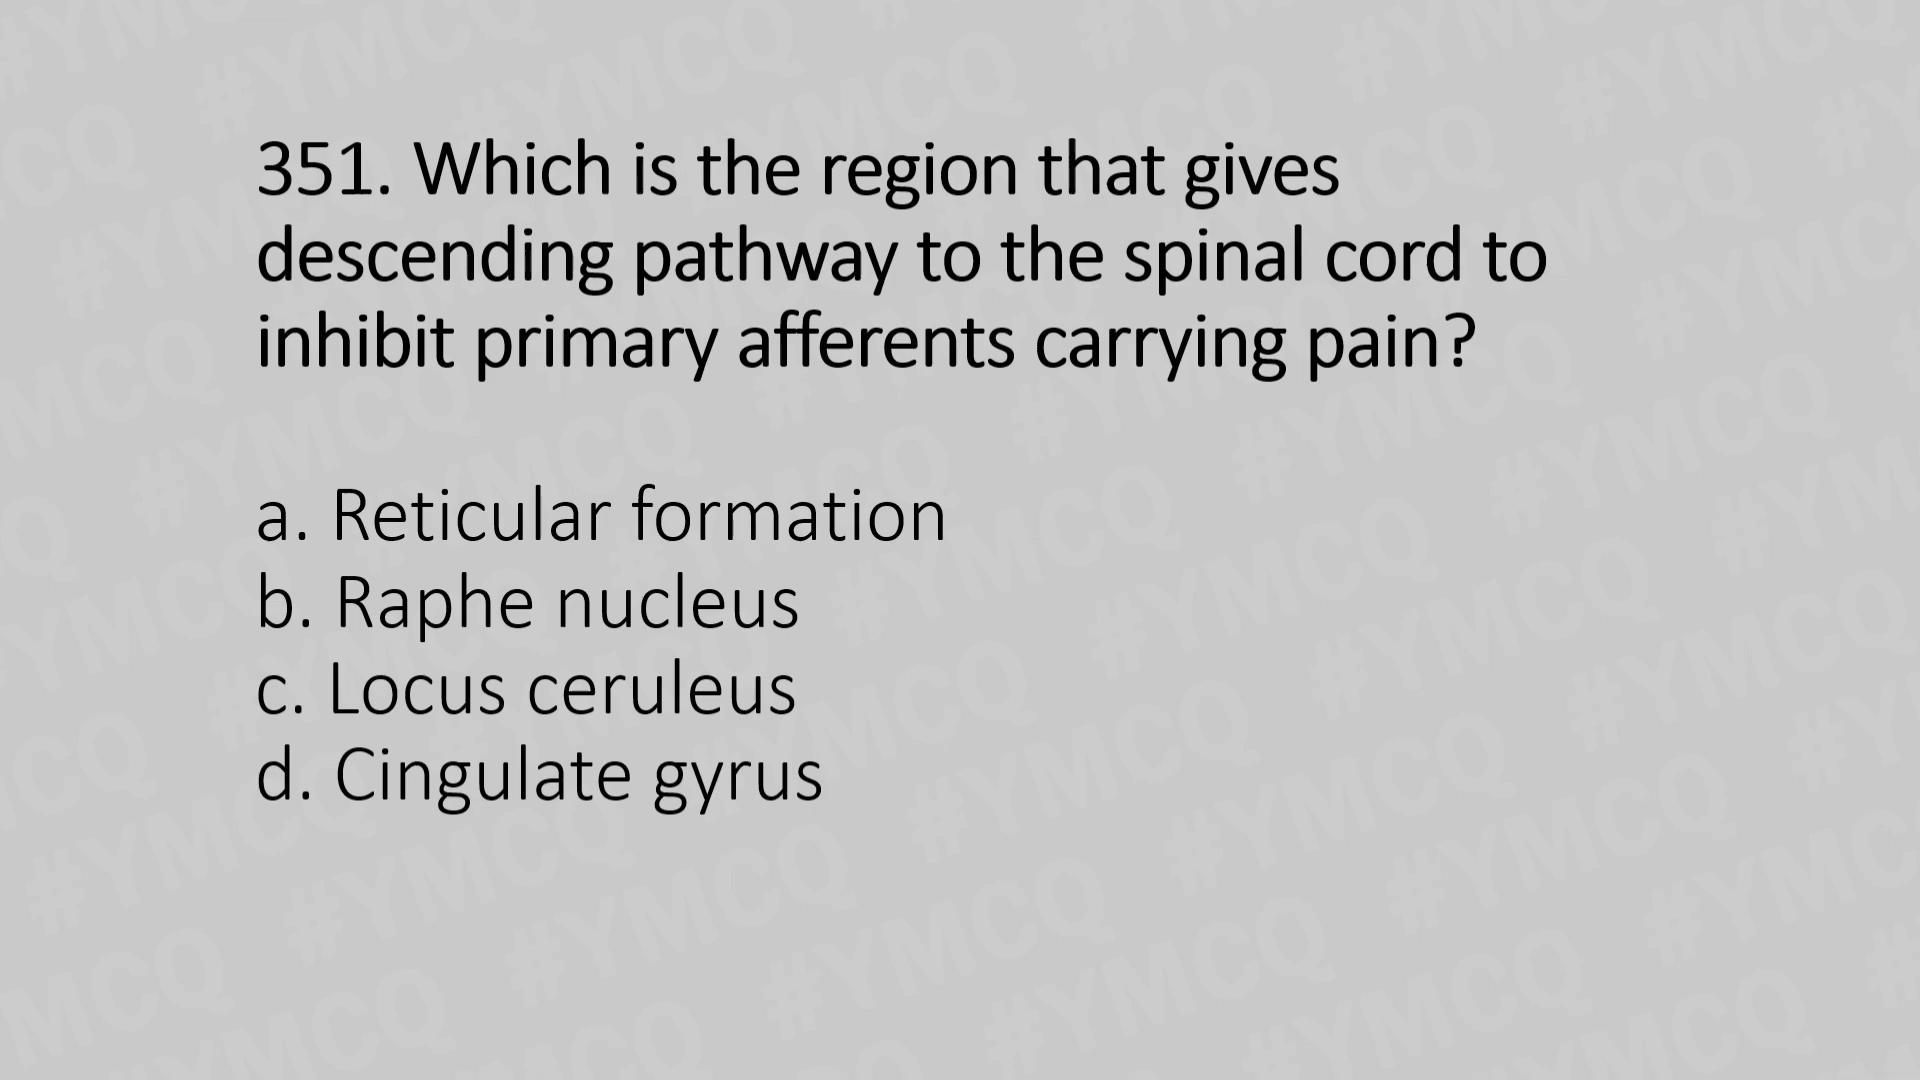 351. Which is the region that gives
descending pathway to the spinal cord to
inhibit primary afferents carrying pain?
a. Reticular formation
b. Raphe nucleus
c. Locus ceruleus
d. Cingulate gyrus
#YMCQ